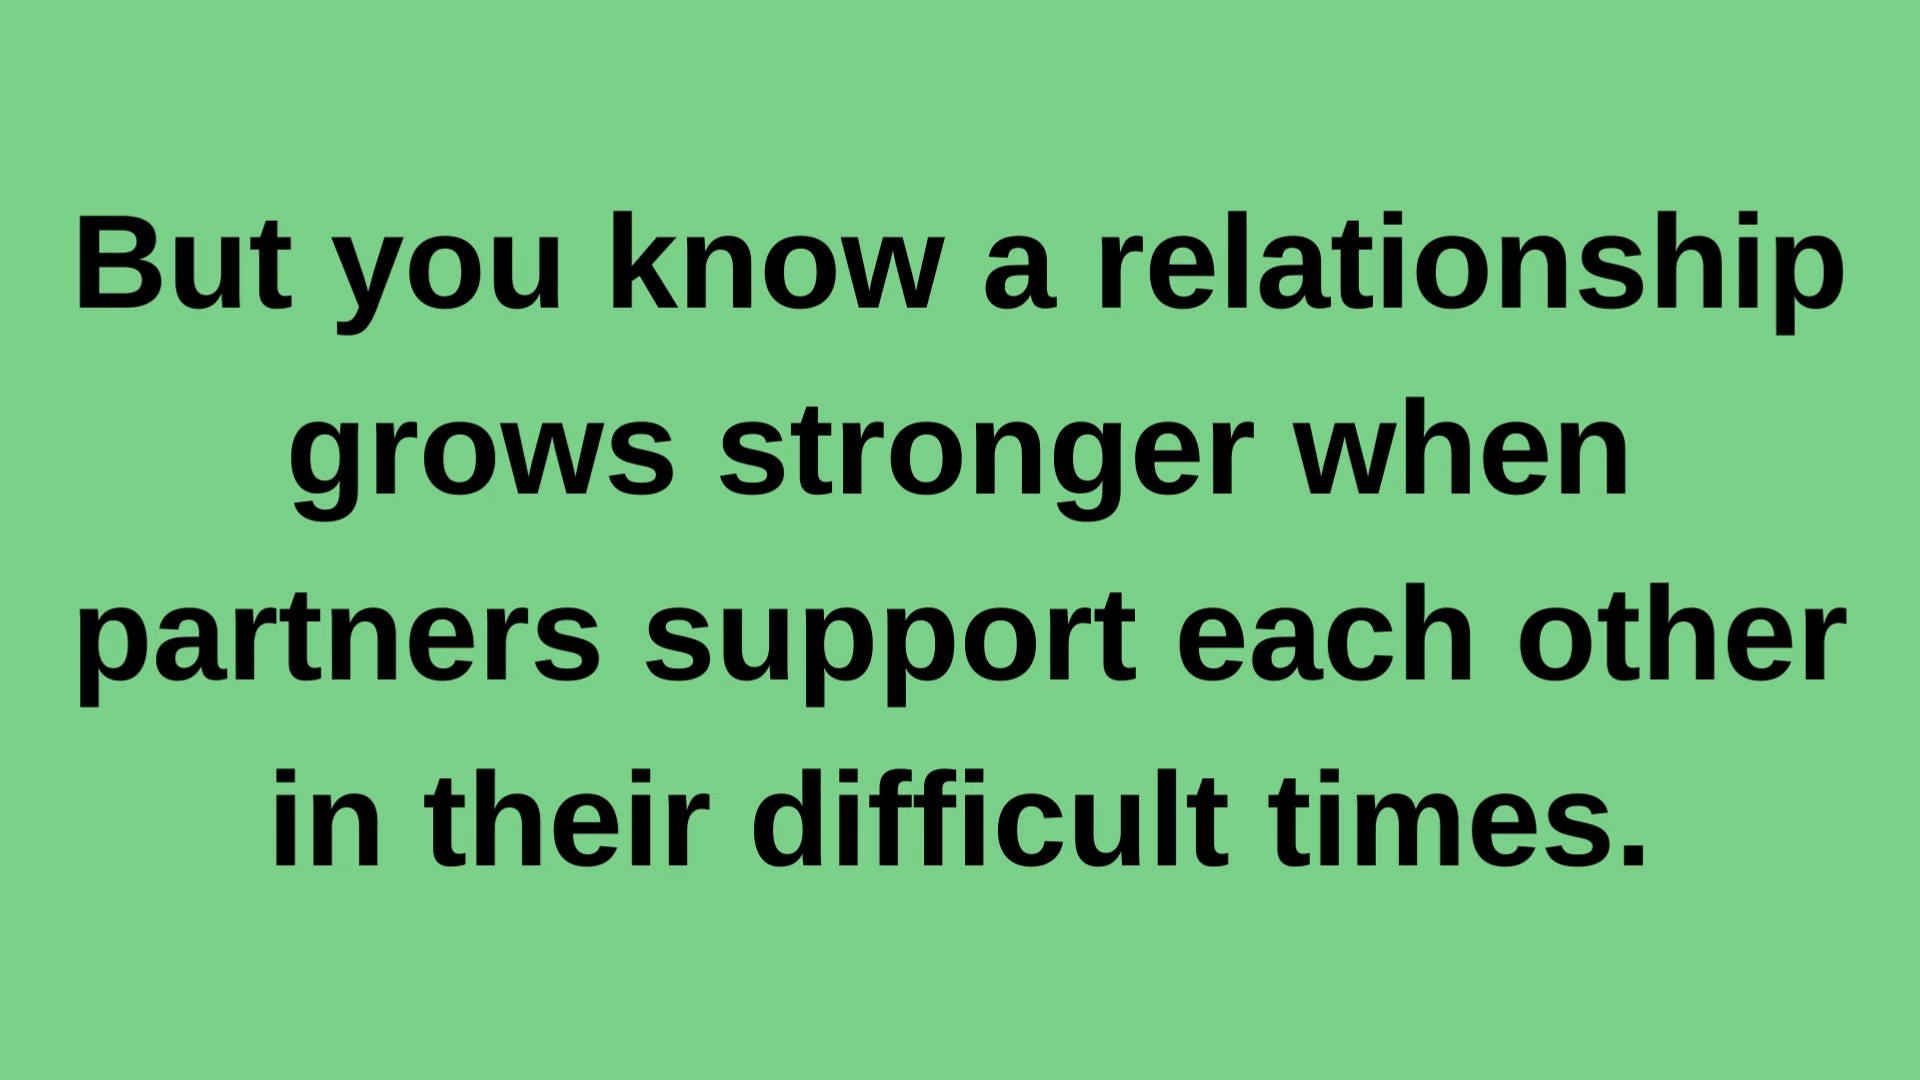 But you know a relationship
grows stronger when
partners support each other
in their difficult times.